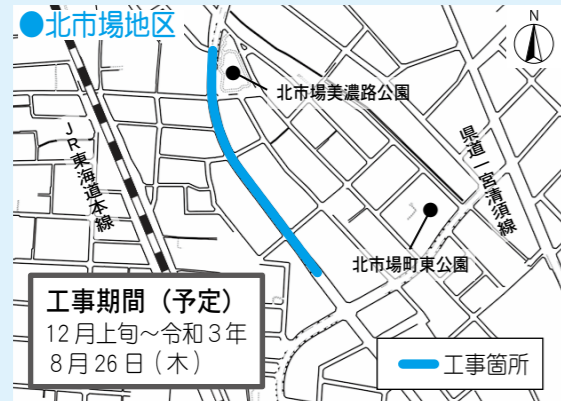 ●北市場地区
N
北市場美濃路公園
JR東海道本線
県道一宮清須線
北市場町東公園
工事期間（予定）
12月上旬～令和3年
8月26日（木）
工事箇所